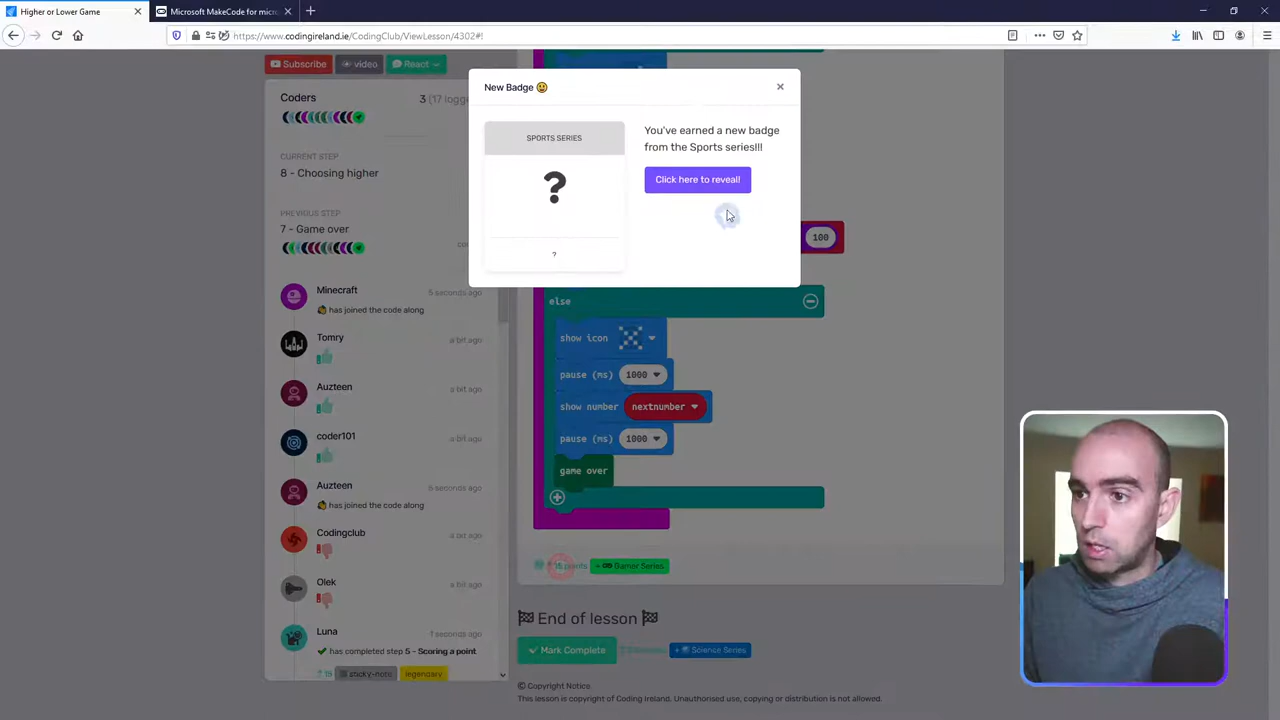 Higher or Lower Game
Microsoft MakeCode for micro
https://www.codingireland.ie/CodingClub/ViewLesson/4302#!
Subscribe
video
React
New Badge
Coders
3 (17 logge
SPORTS SERIES
?
?
You've earned a new badge
from the Sports series!!!
Click here to reveal!
CURRENT STEP
8 - Choosing higher
PREVIOUS STEP
7 - Game over
Minecraft
5 seconds ago
has joined the code along
Tomry
a bit ago
Auzteen
a bit ago
coder101
a bit ago
Auzteen
6 seconds ago
has joined the code along
Codingclub
a bit ago
Olek
a bit ago
Luna
7 seconds ago
has completed step 5 - Scoring a point
15
sticky-note
legendary
100
else
show icon
pause (ms) 1000
show number nextnumber
pause (ms) 1000
game over
15 points
+ Gamer Series
End of lesson
Mark Complete
+ Science Series
© Copyright Notice.
This lesson is copyright of Coding Ireland. Unauthorised use, copying or distribution is not allowed.